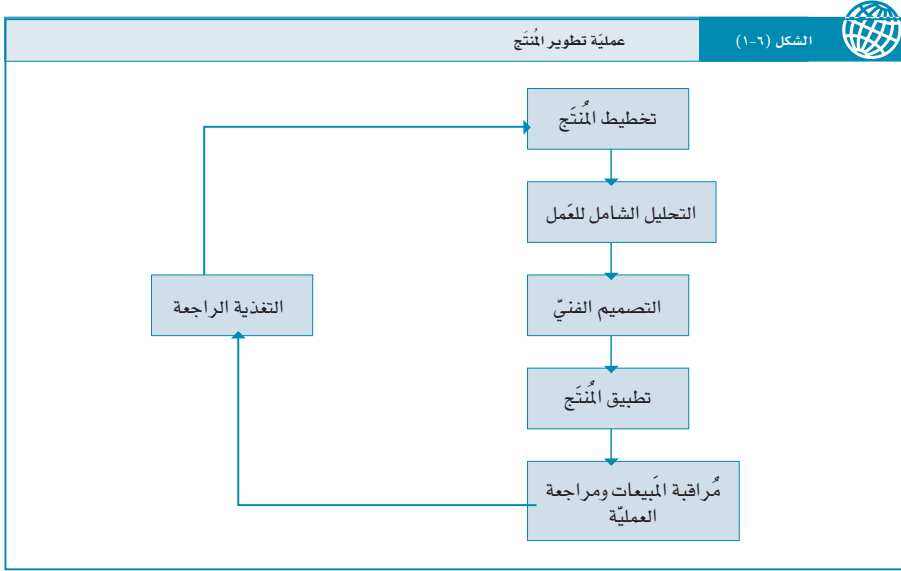 الشكل (٦-١)
عمليّة تطوير المُنتَج
تخطيط المُنتَج
التحليل الشامل للعَمل
التصميم الفنيّ
التغذية الراجعة
تطبيق المُنتَج
مُراقبة المَبيعات ومراجعة
العمليّة